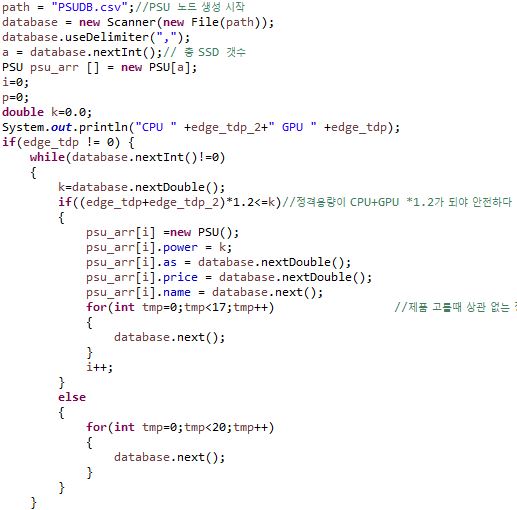 path = "PSUDB.csv";//PSU 노드 생성 시작
database = new Scanner(new File(path));
database.useDelimiter(",");
a = database.nextInt();// 총 SSD 갯수
PSU psu_arr [] = new PSU[a];
i=0;
p=0;
double k=0.0;
System.out.println("CPU " +edge_tdp_2+" GPU " +edge_tdp);
if(edge_tdp != 0) {
while(database.nextInt()!=0)
{
k=database.nextDouble();
if((edge_tdp+edge_tdp_2)*1.2<=k)//정격용량이 CPU+GPU *1.2가 되야 안전하다
{
psu_arr[i] =new PSU();
psu_arr[i].power = k;
psu_arr[i].as = database.nextDouble();
psu_arr[i].price = database.nextDouble();
psu_arr[i].name = database.next();
for(int tmp=0;tmp<17;tmp++) //제품 고를때 상관 없는
{
database.next();
}
i++;
}
else
{
for(int tmp=0;tmp<20;tmp++)
{
database.next();
}
}
}